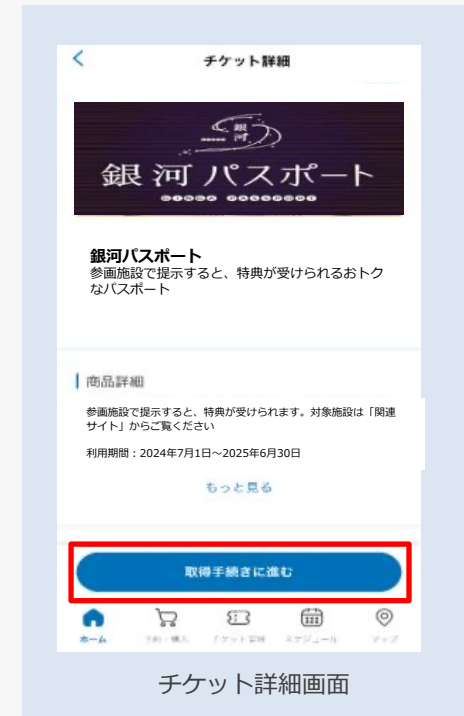 チケット詳細
銀河
銀河パスポート
GINGA PASSPORT
銀河パスポート
参画施設で提示すると、特典が受けられるおトク
なパスポート
商品詳細
参画施設で提示すると、特典が受けられます。対象施設は「関連
サイト」からご覧ください
利用期間：2024年7月1日～2025年6月30日
もっと見る
取得手続きに進む
ホーム 予約・購入 チケット管理 スケジュール マップ
チケット詳細画面